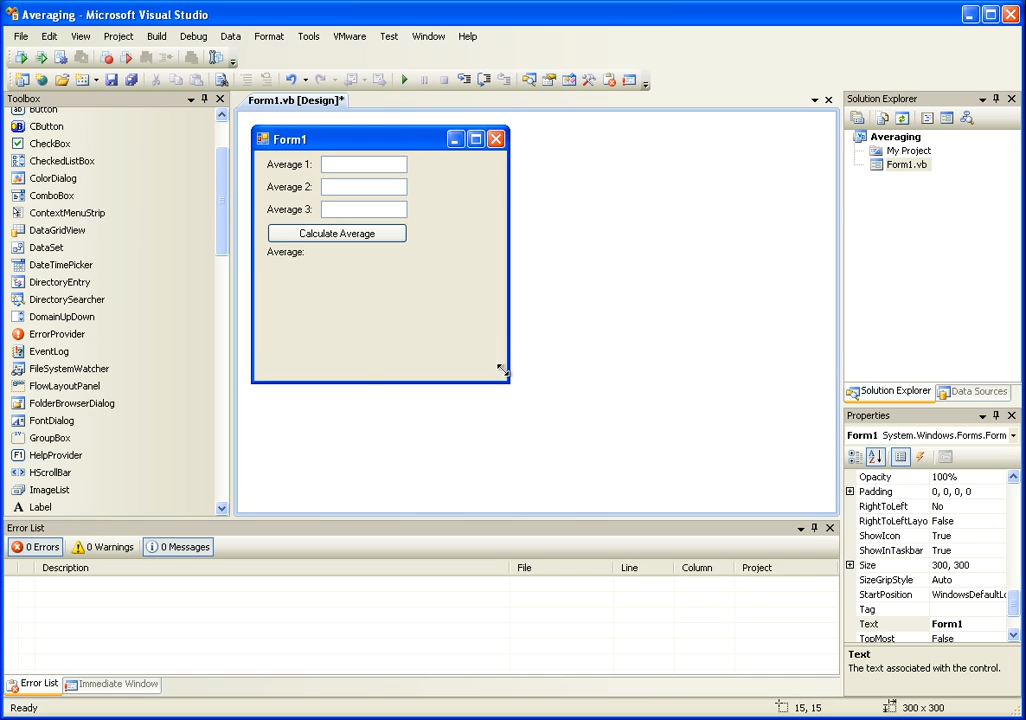 Averaging - Microsoft Visual Studio
File Edit View Project Build Debug Data Format Tools VMware Test Window Help
Toolbox
Button
CButton
CheckBox
CheckedListBox
ColorDialog
ComboBox
ContextMenuStrip
DataGridView
DataSet
DateTimePicker
DirectoryEntry
DirectorySearcher
DomainUpDown
ErrorProvider
EventLog
FileSystemWatcher
FlowLayoutPanel
FolderBrowserDialog
FontDialog
GroupBox
HelpProvider
HScrollBar
ImageList
A Label
Form1.vb [Design]*
Form1
Average 1:
Average 2:
Average 3:
Calculate Average
Average:
Solution Explorer
Averaging
My Project
Form1.vb
Solution Explorer Data Sources
Properties
Form1 System.Windows.Forms.Form
Opacity 100%
Padding 0, 0, 0, 0
RightToLeft No
RightToLeftLayo False
ShowIcon True
ShowInTaskbar True
Size 300, 300
SizeGripStyle Auto
StartPosition WindowsDefaultLo
Tag
Text Form1
TopMost False
Text
The text associated with the control.
Error List
0 Errors 0 Warnings 0 Messages
Description File Line Column Project
Error List Immediate Window
Ready 15, 15 300 x 300